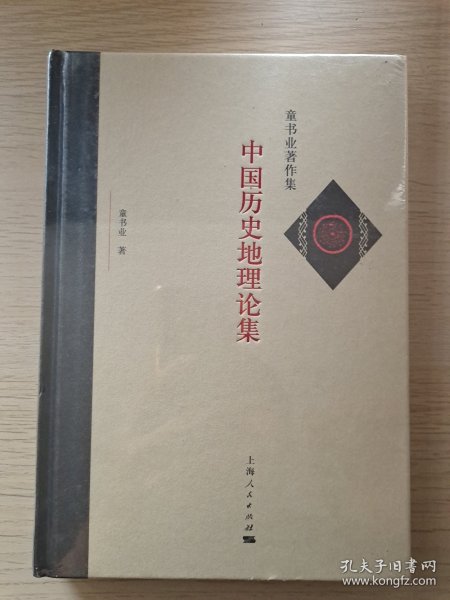 童书业著作集
中国历史地理论集
童书业 著
上海人民出版社
孔夫子旧书网
www.kongfz.com